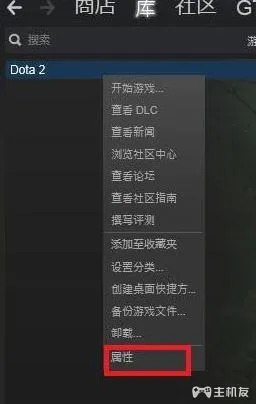 商店 库 社区 GT
搜索 游
Dota 2
开始游戏...
查看 DLC
查看新闻
浏览社区中心
查看论坛
查看社区指南
撰写评测
添加至收藏夹
设置分类...
创建桌面快捷方...
备份游戏文件...
卸载...
属性
主机友